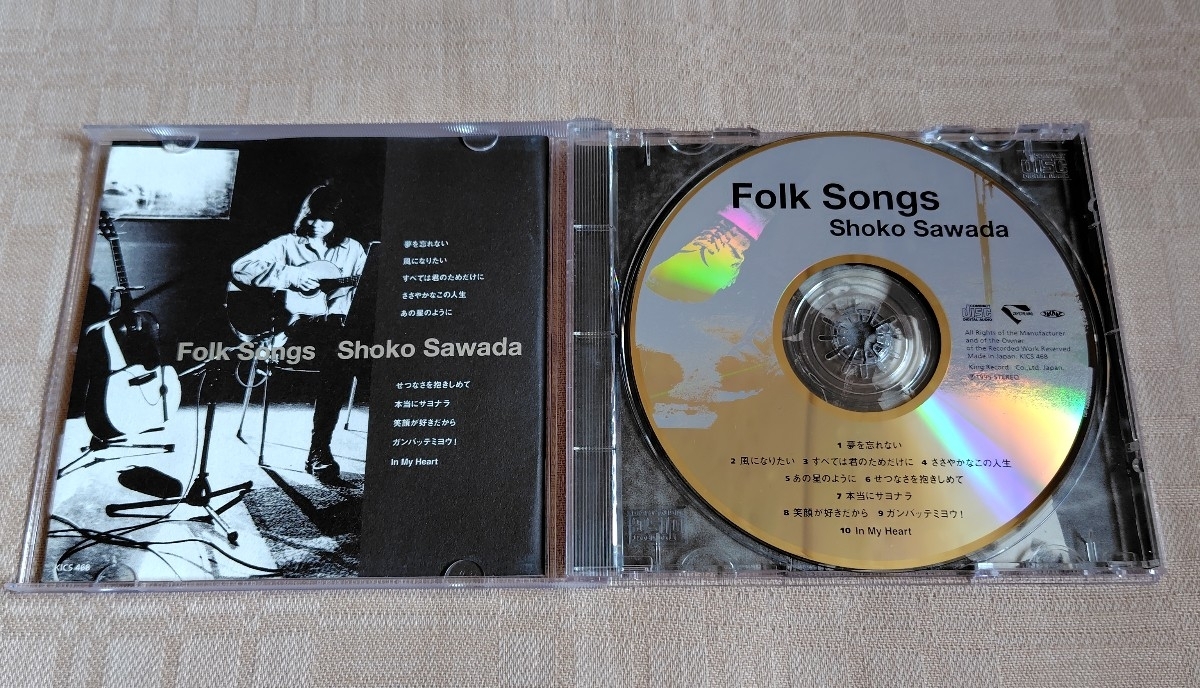 夢を忘れない
風になりたい
すべては君のためだけに
ささやかなこの人生
あの星のように
Folk Songs Shoko Sawada
せつなさを抱きしめて
本当にサヨナラ
笑顔が好きだから
ガンバッテミヨウ!
In My Heart
KICS 468
DISC
DIGITAL AUDIO
Folk Songs
Shoko Sawada
DISC
DIGITAL AUDIO
All Rights of the Manufacturer
and of the Owner
of the Recorded Work Reserved
Made in Japan. KICS 468
King Record Co., Ltd. Japan.
1995 STEREO
1 夢を忘れない
2 風になりたい 3 すべては君のためだけに 4 ささやかなこの人生
5 あの星のように 6 せつなさを抱きしめて
7 本当にサヨナラ
8 笑顔が好きだから 9 ガンバッテミヨウ!
10 In My Heart